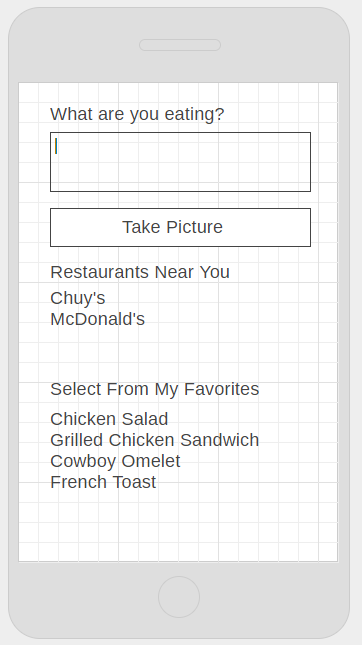 What are you eating?
Take Picture
Restaurants Near You
Chuy's
McDonald's
Select From My Favorites
Chicken Salad
Grilled Chicken Sandwich
Cowboy Omelet
French Toast